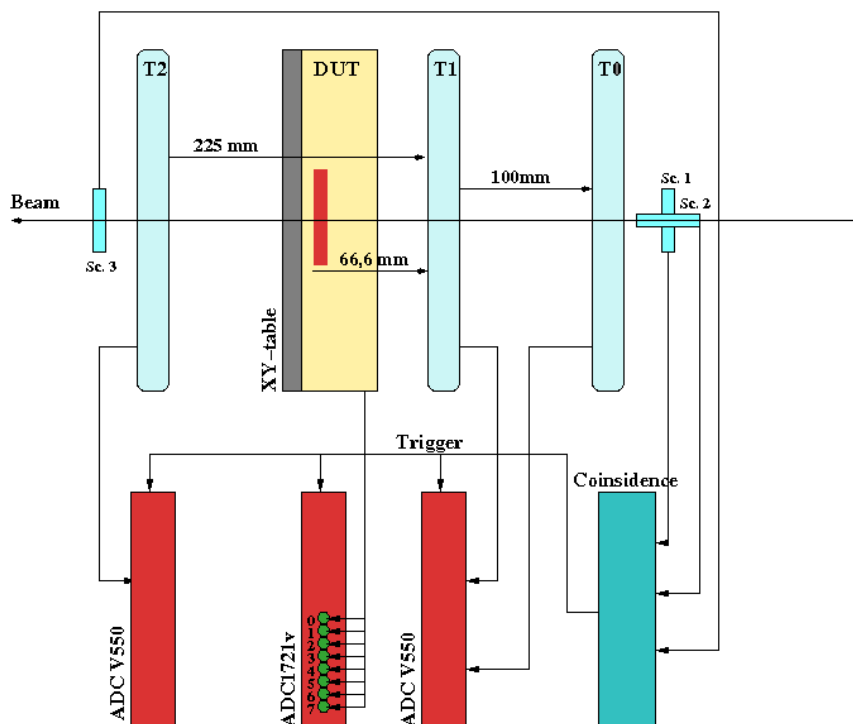 T2
DUT
T1
T0
225 mm
100mm
Sc. 1
Sc. 2
Beam
Sc. 3
66,6 mm
XY-table
Trigger
Coinsidence
ADC V550
ADC1721v
0
1
2
3
4
5
6
7
ADC V550